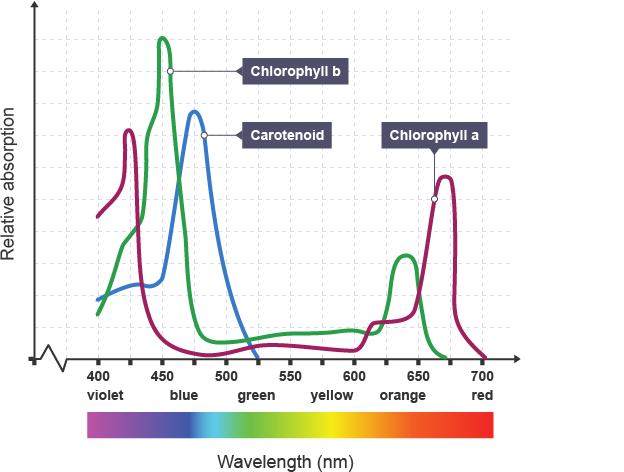 Relative absorption
Chlorophyll b
Carotenoid
Chlorophyll a
400 450 500 550 600 650 700
violet blue green yellow orange red
Wavelength (nm)